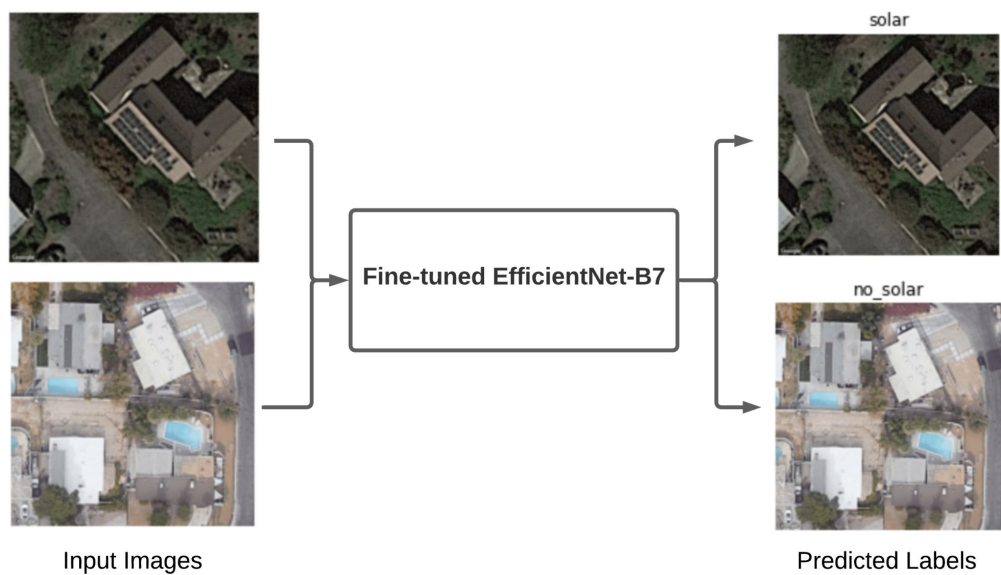 solar
Fine-tuned EfficientNet-B7
no_solar
Input Images
Predicted Labels